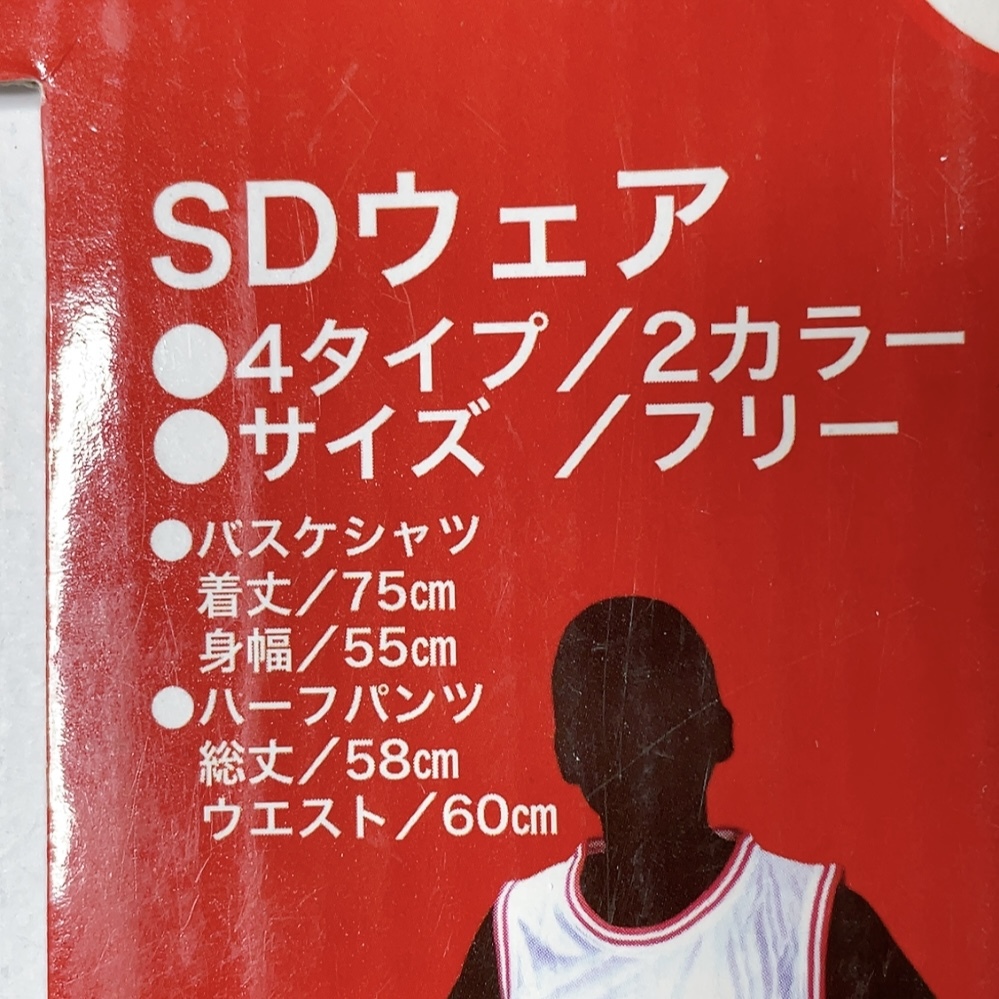 SDウェア
●4タイプ／2カラー
●サイズ ／フリー
●バスケシャツ
着丈／75㎝
身幅／55㎝
●ハーフパンツ
総丈／58㎝
ウエスト／60㎝